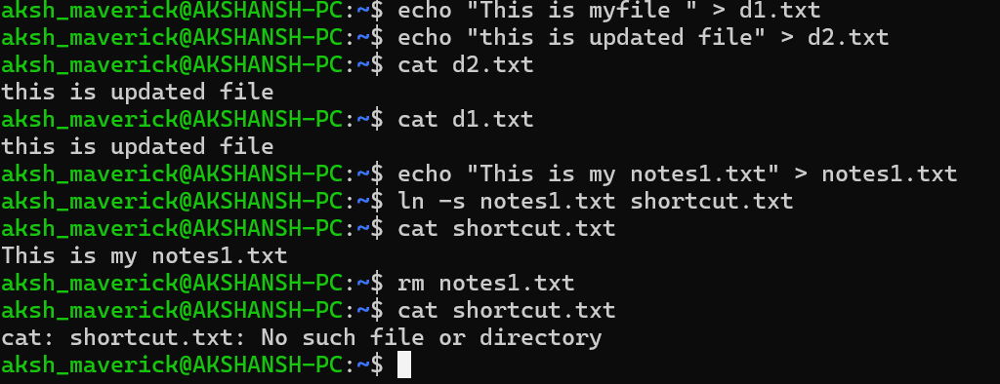 aksh_maverick@AKSHANSH-PC:~$ echo "This is myfile " > d1.txt
aksh_maverick@AKSHANSH-PC:~$ echo "this is updated file" > d2.txt
aksh_maverick@AKSHANSH-PC:~$ cat d2.txt
this is updated file
aksh_maverick@AKSHANSH-PC:~$ cat d1.txt
this is updated file
aksh_maverick@AKSHANSH-PC:~$ echo "This is my notes1.txt" > notes1.txt
aksh_maverick@AKSHANSH-PC:~$ ln -s notes1.txt shortcut.txt
aksh_maverick@AKSHANSH-PC:~$ cat shortcut.txt
This is my notes1.txt
aksh_maverick@AKSHANSH-PC:~$ rm notes1.txt
aksh_maverick@AKSHANSH-PC:~$ cat shortcut.txt
cat: shortcut.txt: No such file or directory
aksh_maverick@AKSHANSH-PC:~$